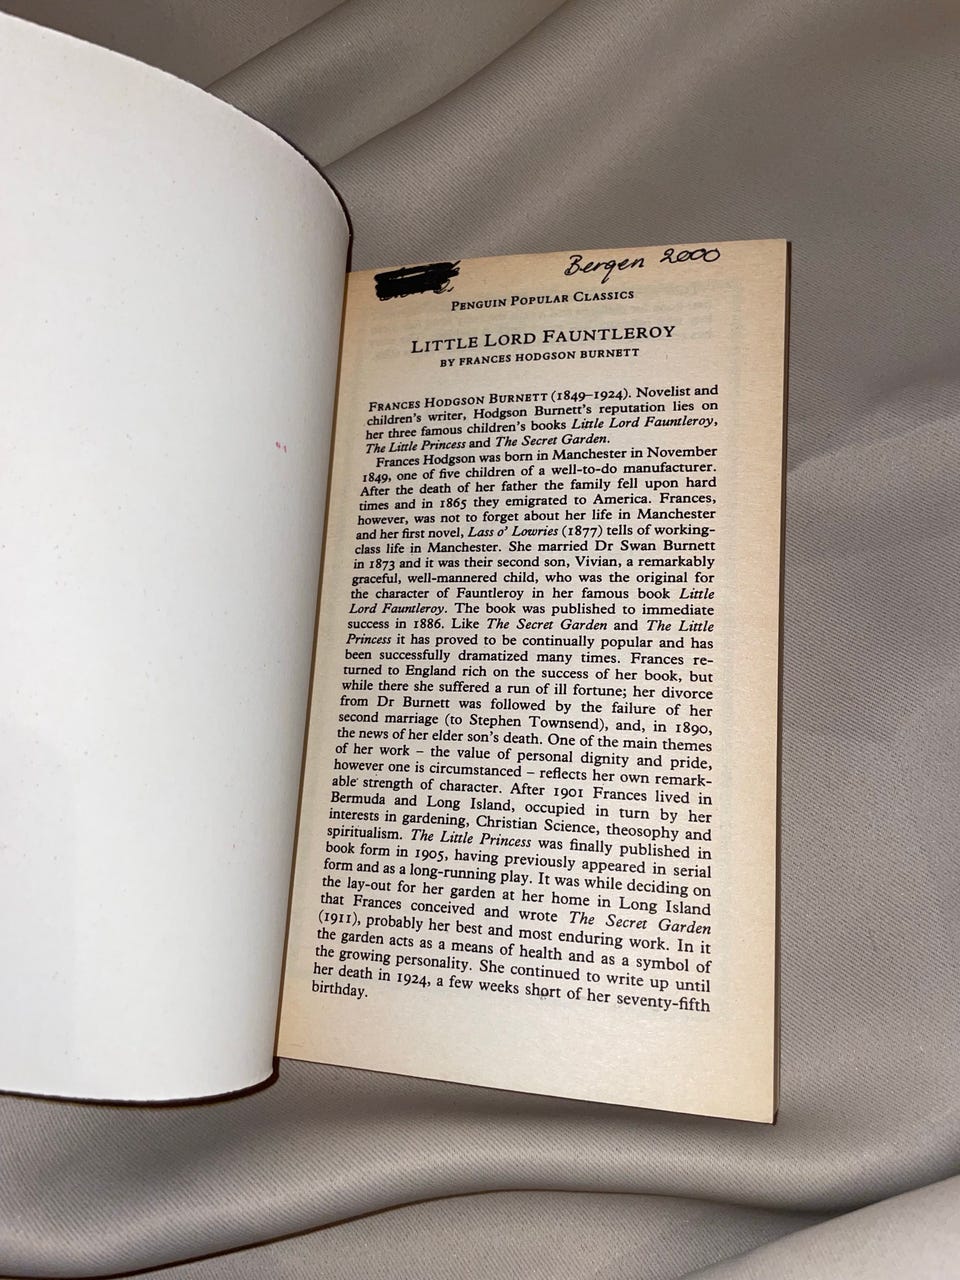 Bergen 2000
PENGUIN POPULAR CLASSICS
LITTLE LORD FAUNTLEROY
BY FRANCES HODGSON BURNETT
FRANCES HODGSON BURNETT (1849–1924). Novelist and
children's writer, Hodgson Burnett's reputation lies on
her three famous children's books Little Lord Fauntleroy,
The Little Princess and The Secret Garden.
Frances Hodgson was born in Manchester in November
1849, one of five children of a well-to-do manufacturer.
After the death of her father the family fell upon hard
times and in 1865 they emigrated to America. Frances,
however, was not to forget about her life in Manchester
and her first novel, Lass o' Lowries (1877) tells of working-
class life in Manchester. She married Dr Swan Burnett
in 1873 and it was their second son, Vivian, a remarkably
graceful, well-mannered child, who was the original for
the character of Fauntleroy in her famous book Little
Lord Fauntleroy. The book was published to immediate
success in 1886. Like The Secret Garden and The Little
Princess it has proved to be continually popular and has
been successfully dramatized many times. Frances re-
turned to England rich on the success of her book, but
while there she suffered a run of ill fortune; her divorce
from Dr Burnett was followed by the failure of her
second marriage (to Stephen Townsend), and, in 1890,
the news of her elder son's death. One of the main themes
of her work – the value of personal dignity and pride,
however one is circumstanced – reflects her own remark-
able strength of character. After 1901 Frances lived in
Bermuda and Long Island, occupied in turn by her
interests in gardening, Christian Science, theosophy and
spiritualism. The Little Princess was finally published in
book form in 1905, having previously appeared in serial
form and as a long-running play. It was while deciding on
the lay-out for her garden at her home in Long Island
that Frances conceived and wrote The Secret Garden
(1911), probably her best and most enduring work. In it
the garden acts as a means of health and as a symbol of
the growing personality. She continued to write up until
her death in 1924, a few weeks short of her seventy-fifth
birthday.